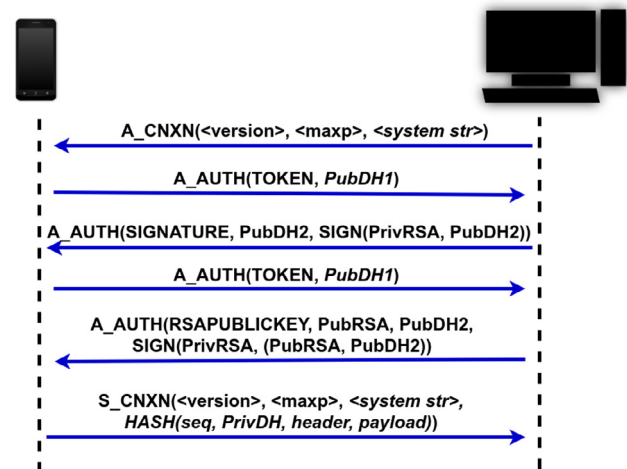 A_CNXN(<version>, <maxp>, <system str>)
A_AUTH(TOKEN, PubDH1)
A_AUTH(SIGNATURE, PubDH2, SIGN(PrivRSA, PubDH2))
A_AUTH(TOKEN, PubDH1)
A_AUTH(RSAPUBLICKEY, PubRSA, PubDH2,
SIGN(PrivRSA, (PubRSA, PubDH2))
S_CNXN(<version>, <maxp>, <system str>,
HASH(seq, PrivDH, header, payload))